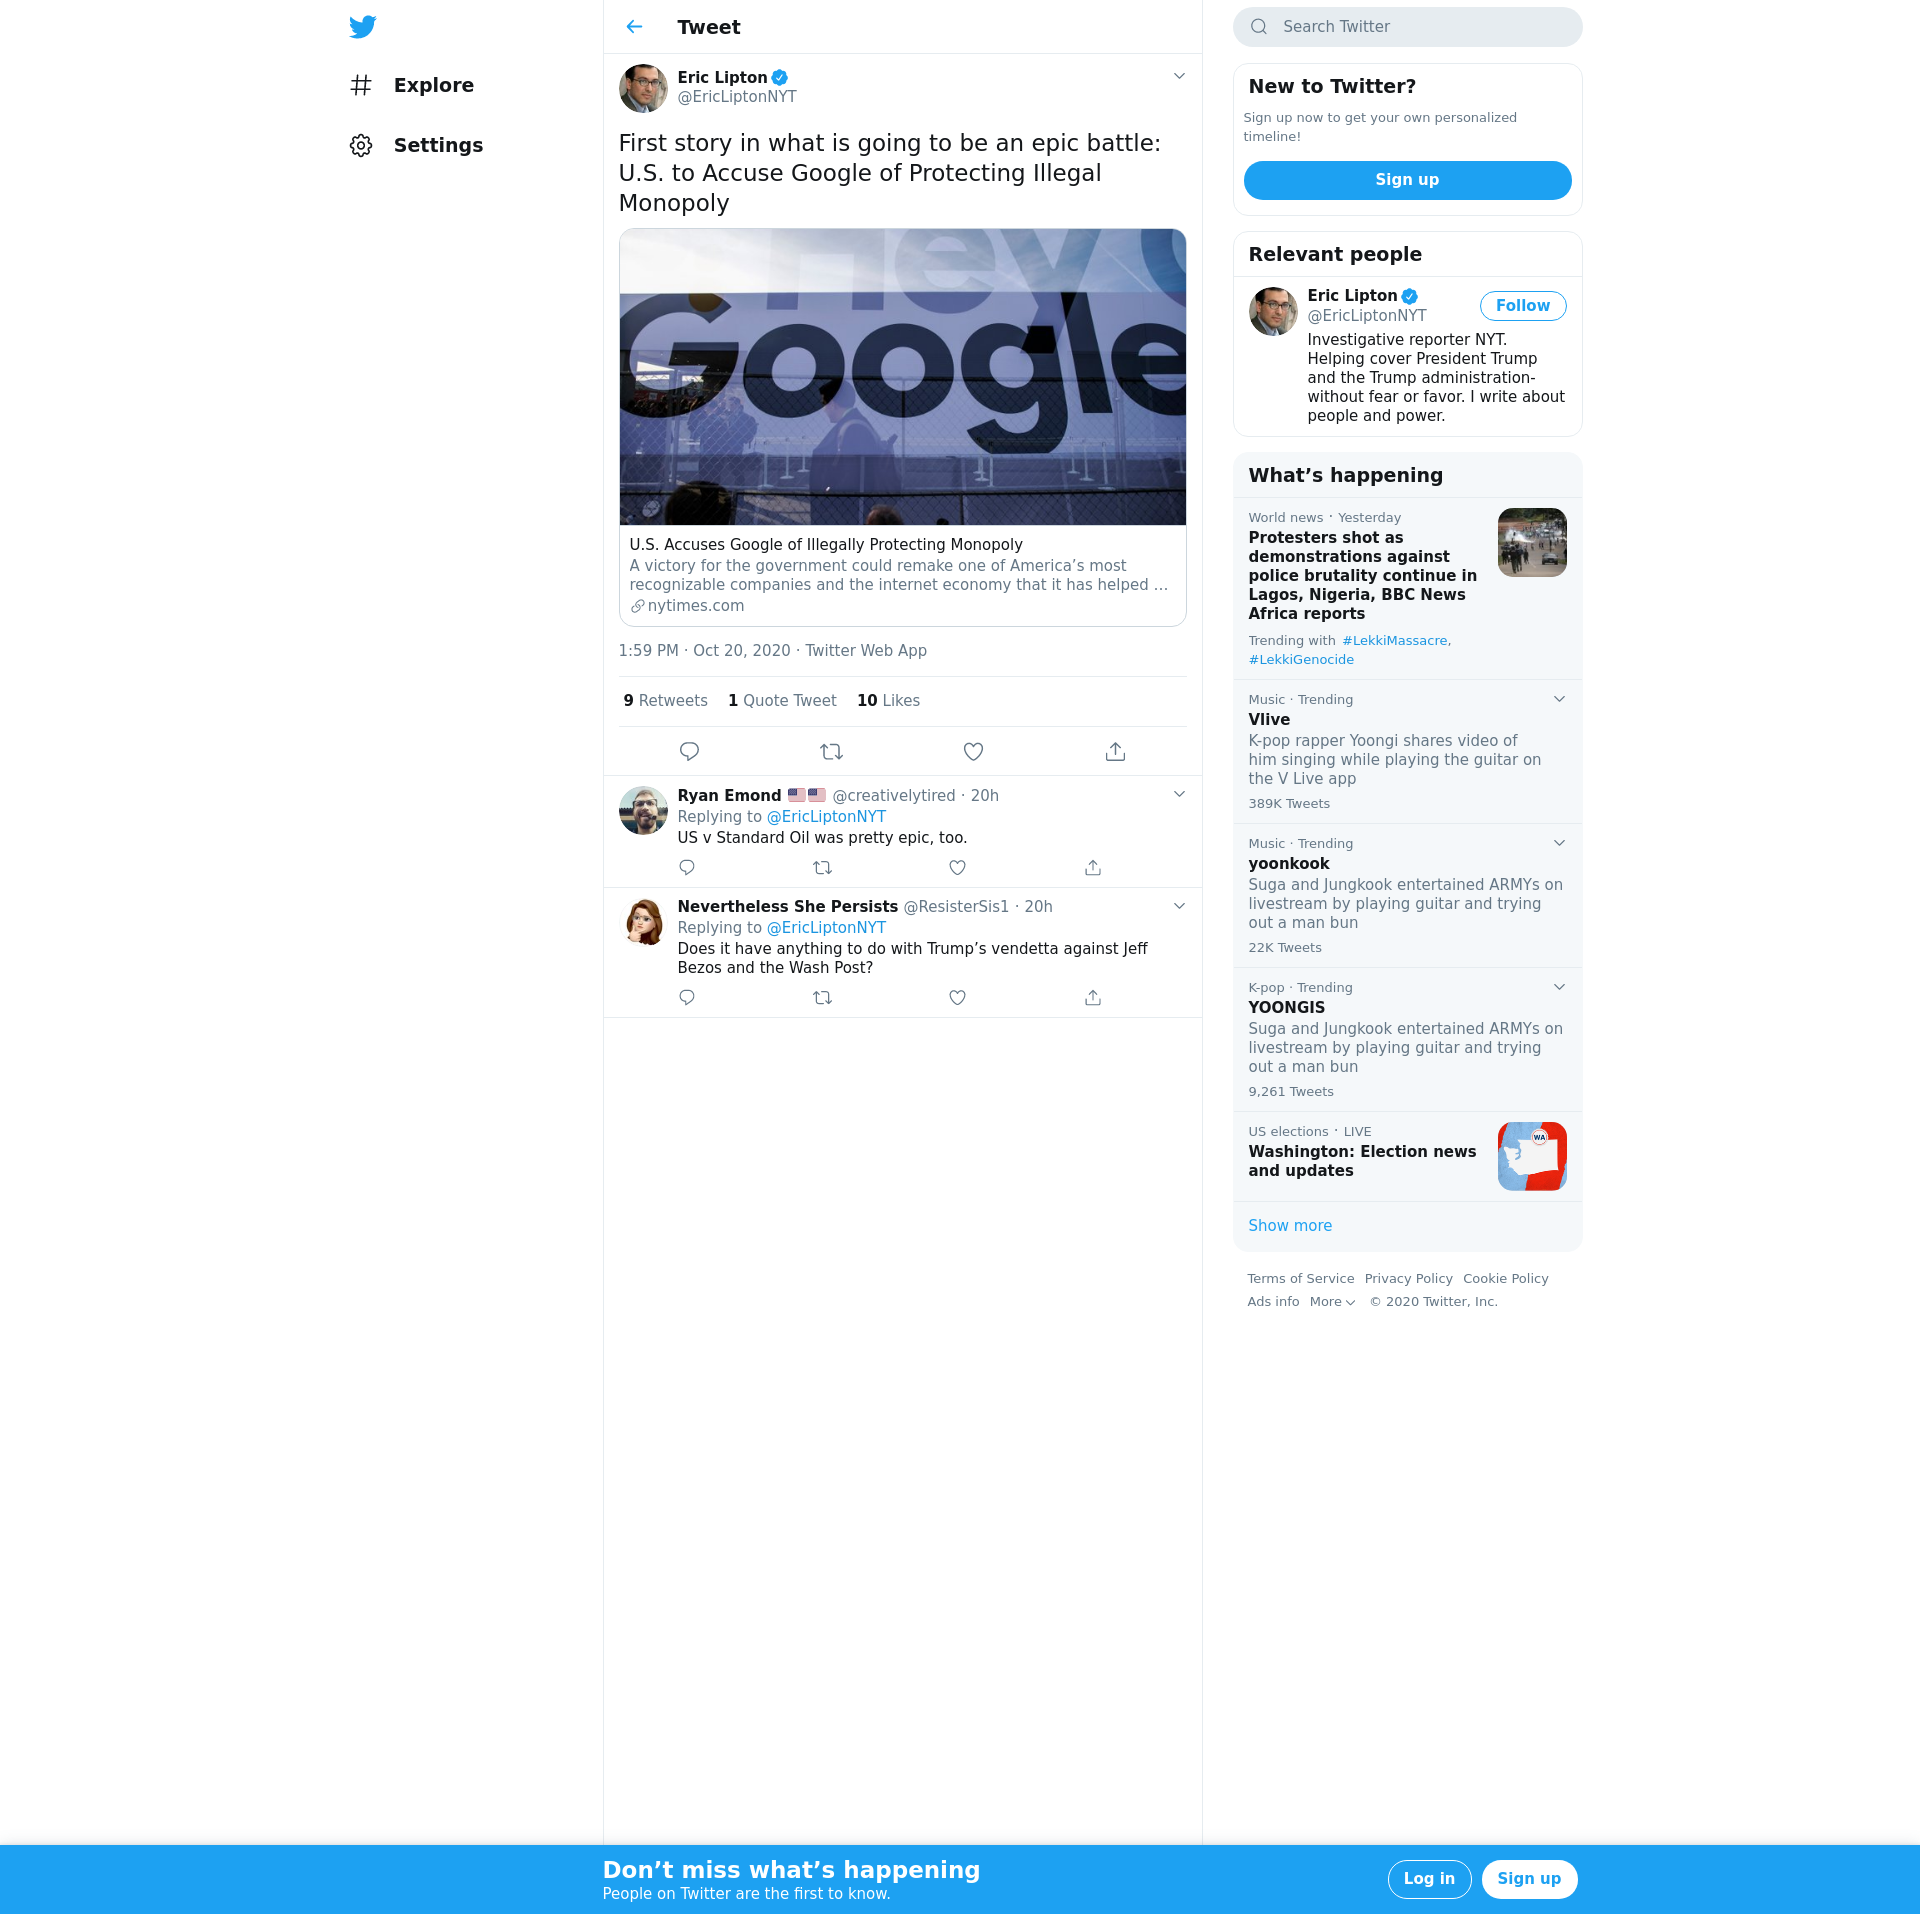 Explore
Settings
Tweet
Eric Lipton
@EricLiptonNYT
First story in what is going to be an epic battle:
U.S. to Accuse Google of Protecting Illegal
Monopoly
Hey G
Google
U.S. Accuses Google of Illegally Protecting Monopoly
A victory for the government could remake one of America’s most
recognizable companies and the internet economy that it has helped …
nytimes.com
1:59 PM · Oct 20, 2020 · Twitter Web App
9 Retweets 1 Quote Tweet 10 Likes
Ryan Emond 🇺🇸🇺🇸 @creativelytired · 20h
Replying to @EricLiptonNYT
US v Standard Oil was pretty epic, too.
Nevertheless She Persists @ResisterSis1 · 20h
Replying to @EricLiptonNYT
Does it have anything to do with Trump’s vendetta against Jeff
Bezos and the Wash Post?
Search Twitter
New to Twitter?
Sign up now to get your own personalized
timeline!
Sign up
Relevant people
Eric Lipton
@EricLiptonNYT
Follow
Investigative reporter NYT.
Helping cover President Trump
and the Trump administration-
without fear or favor. I write about
people and power.
What’s happening
World news · Yesterday
Protesters shot as
demonstrations against
police brutality continue in
Lagos, Nigeria, BBC News
Africa reports
Trending with #LekkiMassacre,
#LekkiGenocide
Music · Trending
Vlive
K-pop rapper Yoongi shares video of
him singing while playing the guitar on
the V Live app
389K Tweets
Music · Trending
yoonkook
Suga and Jungkook entertained ARMYs on
livestream by playing guitar and trying
out a man bun
22K Tweets
K-pop · Trending
YOONGIS
Suga and Jungkook entertained ARMYs on
livestream by playing guitar and trying
out a man bun
9,261 Tweets
US elections · LIVE
Washington: Election news
and updates
WA
Show more
Terms of Service Privacy Policy Cookie Policy
Ads info More © 2020 Twitter, Inc.
Don’t miss what’s happening
People on Twitter are the first to know.
Log in
Sign up